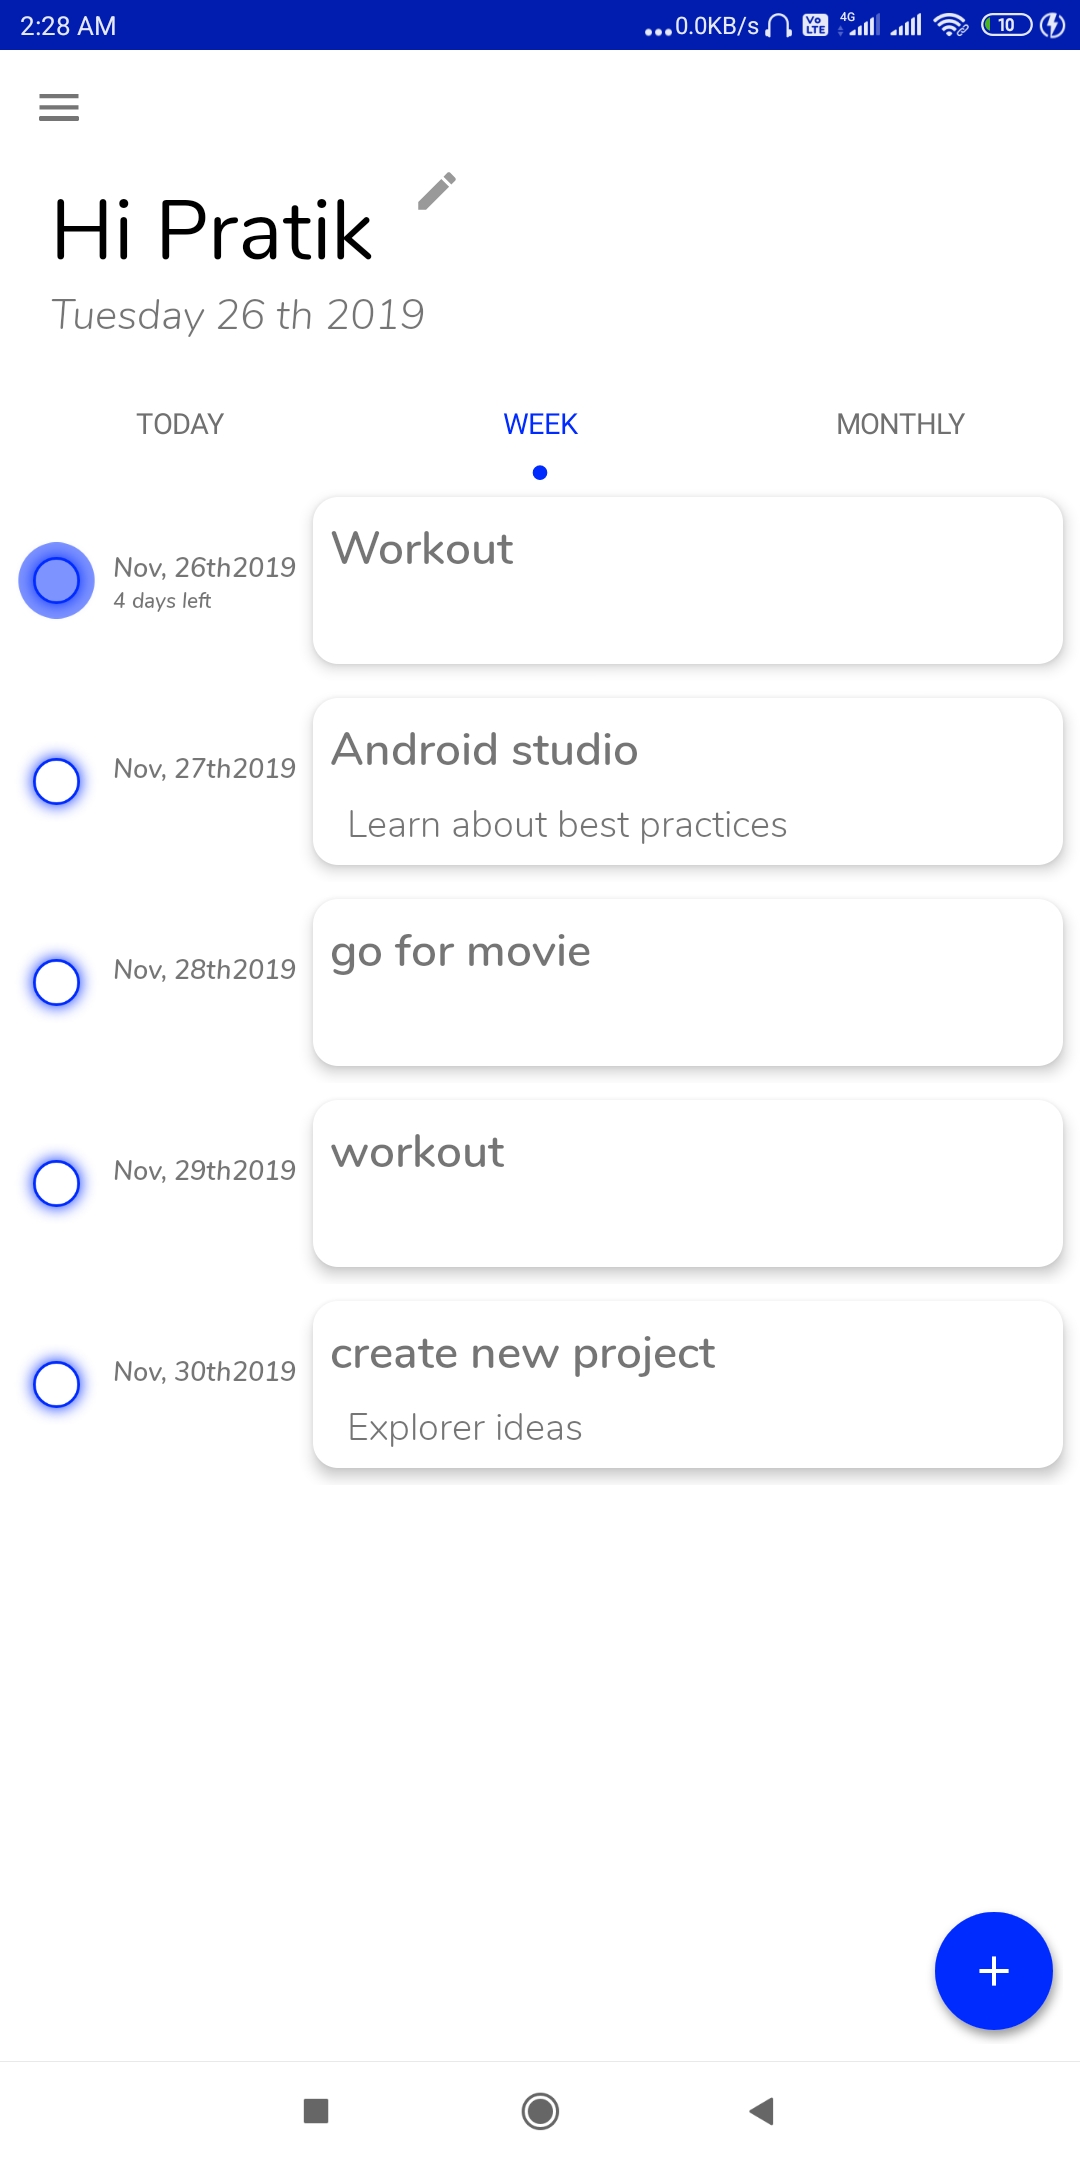 2:28 AM ...0.0KB/s Vo LTE 4G 10
Hi Pratik
Tuesday 26 th 2019
TODAY WEEK MONTHLY
Nov, 26th2019
4 days left
Workout
Nov, 27th2019
Android studio
Learn about best practices
Nov, 28th2019
go for movie
Nov, 29th2019
workout
Nov, 30th2019
create new project
Explorer ideas
+